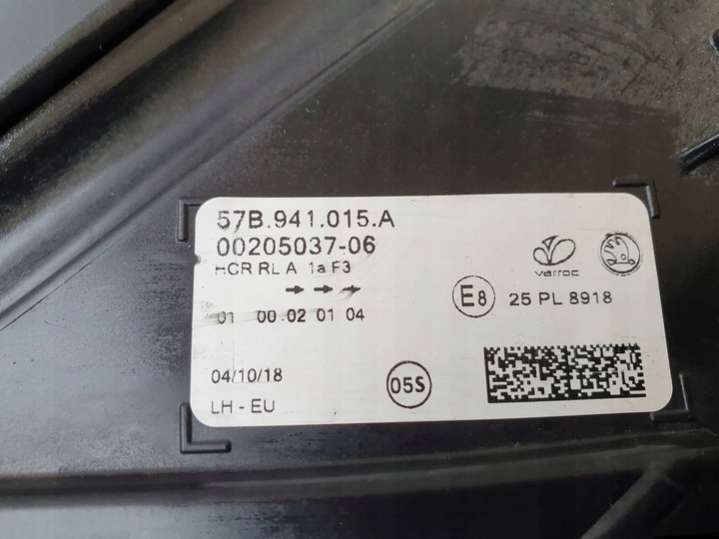 57B.941.015.A
00205037-06
HCR RL A 1a F3
→ → →
01 00 02 01 04
varroc
E8
25 PL 8918
04/10/18
05S
LH - EU